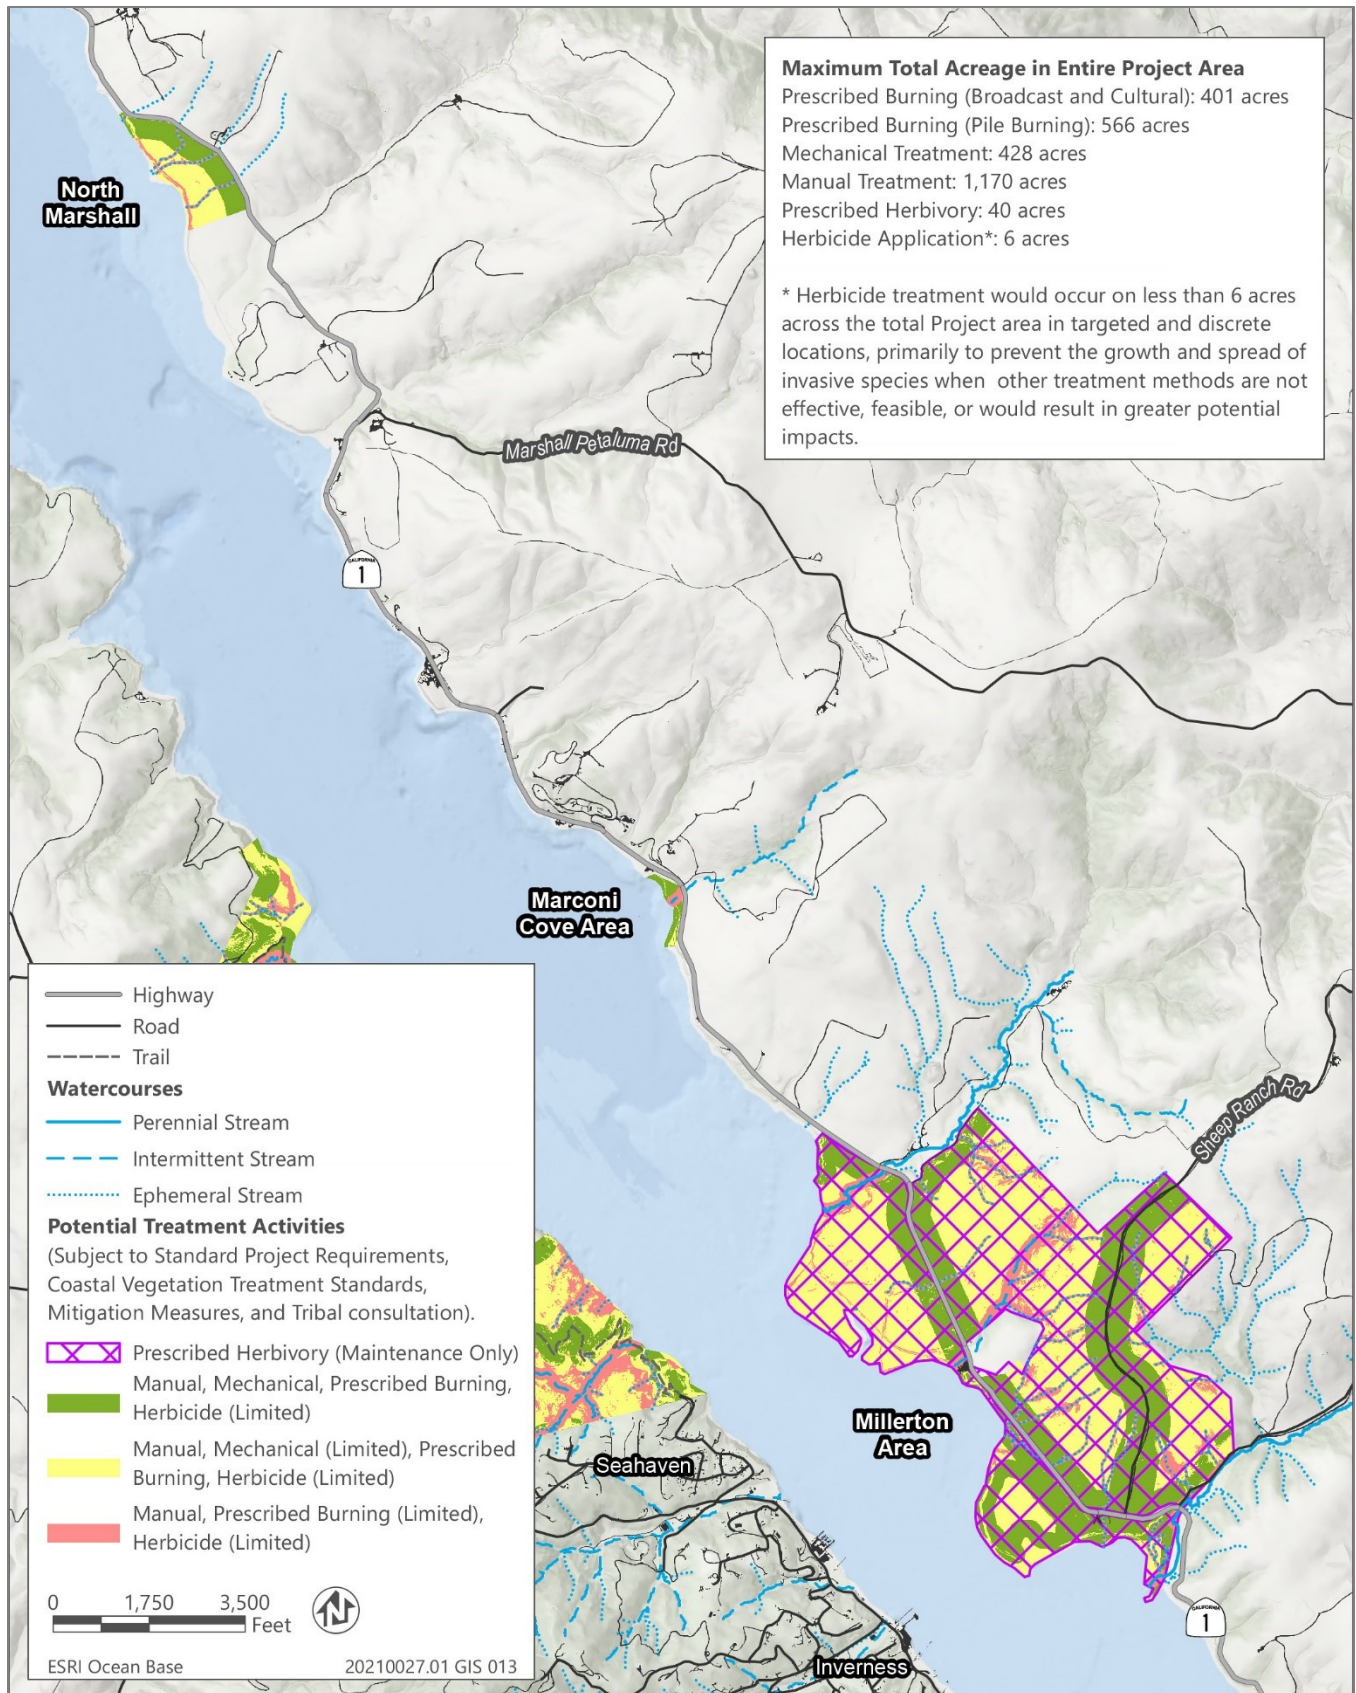 Maximum Total Acreage in Entire Project Area
Prescribed Burning (Broadcast and Cultural): 401 acres
Prescribed Burning (Pile Burning): 566 acres
Mechanical Treatment: 428 acres
Manual Treatment: 1,170 acres
Prescribed Herbivory: 40 acres
Herbicide Application*: 6 acres
* Herbicide treatment would occur on less than 6 acres
across the total Project area in targeted and discrete
locations, primarily to prevent the growth and spread of
invasive species when other treatment methods are not
effective, feasible, or would result in greater potential
impacts.
North
Marshall
Marshall Petaluma Rd
CALIFORNIA
1
Marconi
Cove Area
Sheep Ranch Rd
Millerton
Area
Seahaven
Inverness
CALIFORNIA
1
Highway
Road
Trail
Watercourses
Perennial Stream
Intermittent Stream
Ephemeral Stream
Potential Treatment Activities
(Subject to Standard Project Requirements,
Coastal Vegetation Treatment Standards,
Mitigation Measures, and Tribal consultation).
Prescribed Herbivory (Maintenance Only)
Manual, Mechanical, Prescribed Burning,
Herbicide (Limited)
Manual, Mechanical (Limited), Prescribed
Burning, Herbicide (Limited)
Manual, Prescribed Burning (Limited),
Herbicide (Limited)
0 1,750 3,500
Feet
N
ESRI Ocean Base 20210027.01 GIS 013